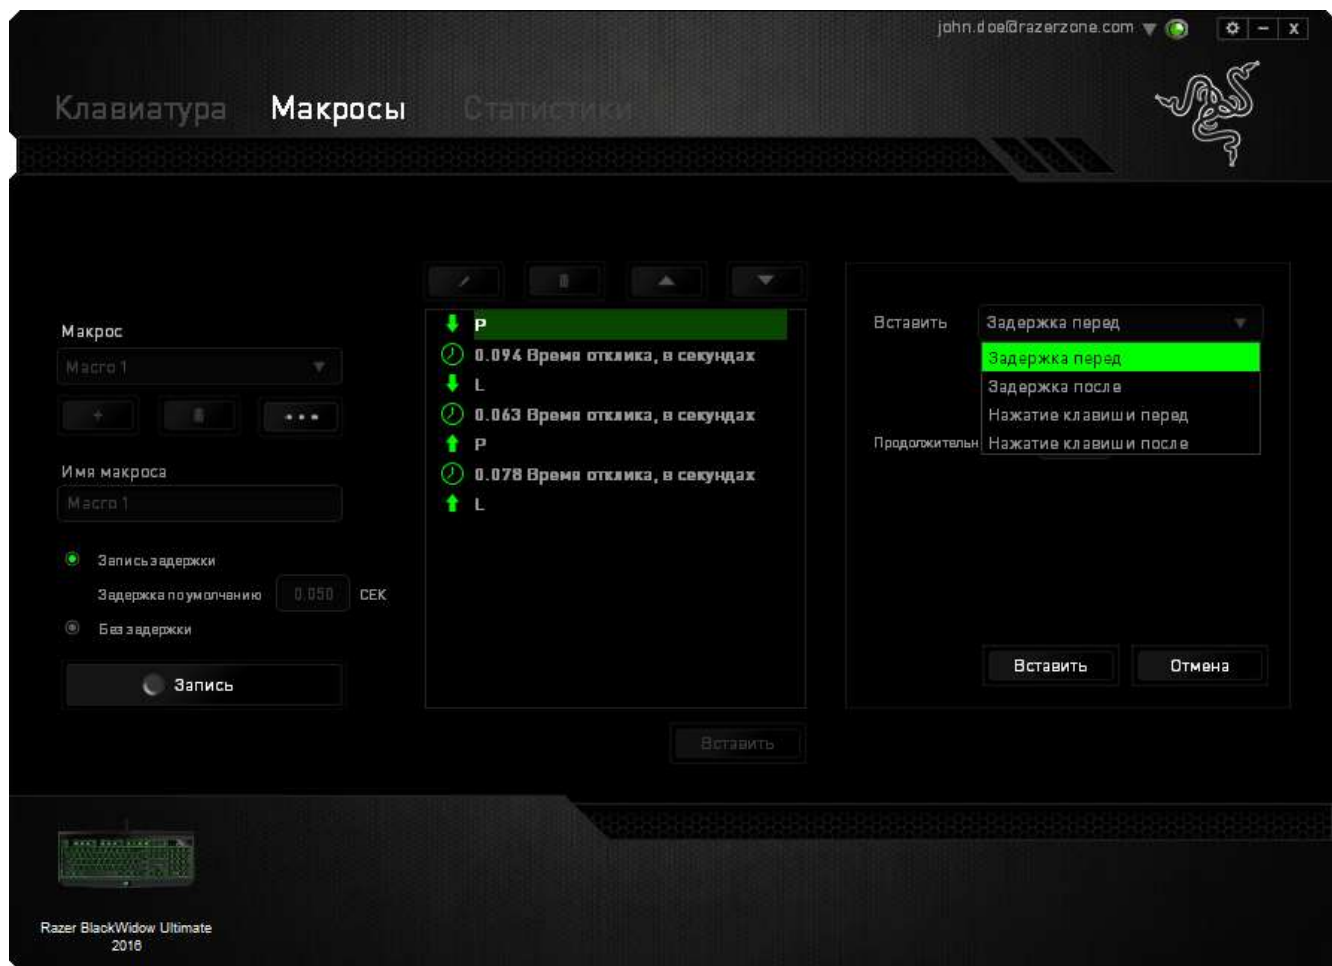 john.doe@razerzone.com
Клавиатура Макросы Статистики
Макрос
Macro 1
Имя макроса
Macro 1
Запись задержки
Задержка по умолчанию 0.050 СЕК
Без задержки
Запись
P
0.094 Время отклика, в секундах
L
0.063 Время отклика, в секундах
P
0.078 Время отклика, в секундах
L
Вставить
Вставить Задержка перед
Задержка перед
Задержка после
Нажатие клавиши перед
Продолжительн Нажатие клавиши после
Вставить Отмена
Razer BlackWidow Ultimate
2016